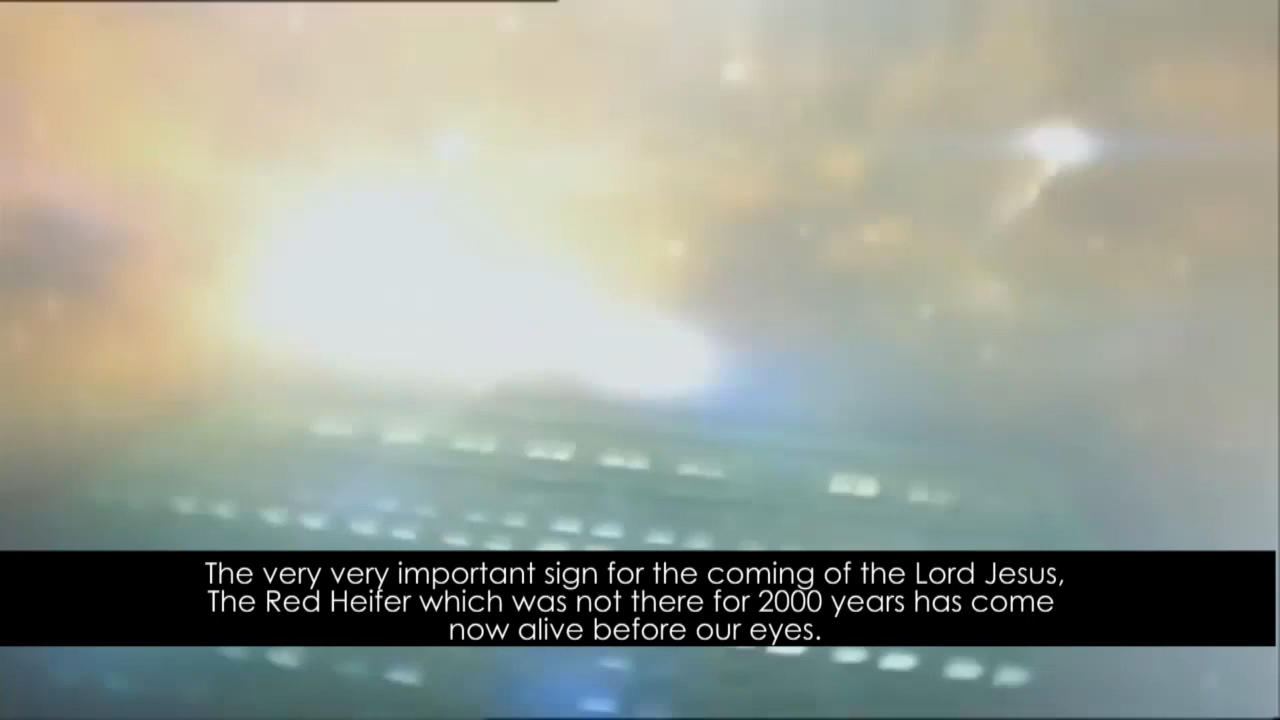 The very very important sign for the coming of the Lord Jesus,
The Red Heifer which was not there for 2000 years has come
now alive before our eyes.